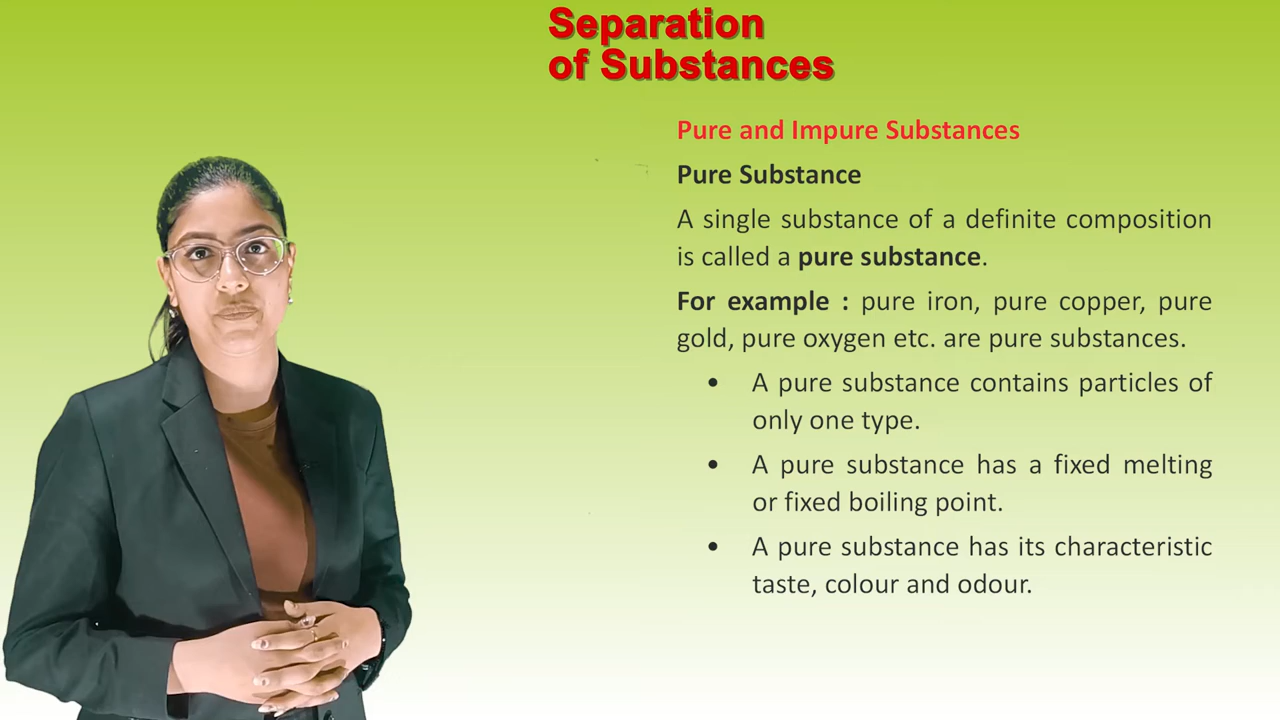 Separation
of Substances
Pure and Impure Substances
Pure Substance
A single substance of a definite composition
is called a pure substance.
For example : pure iron, pure copper, pure
gold, pure oxygen etc. are pure substances.
• A pure substance contains particles of
only one type.
• A pure substance has a fixed melting
or fixed boiling point.
• A pure substance has its characteristic
taste, colour and odour.